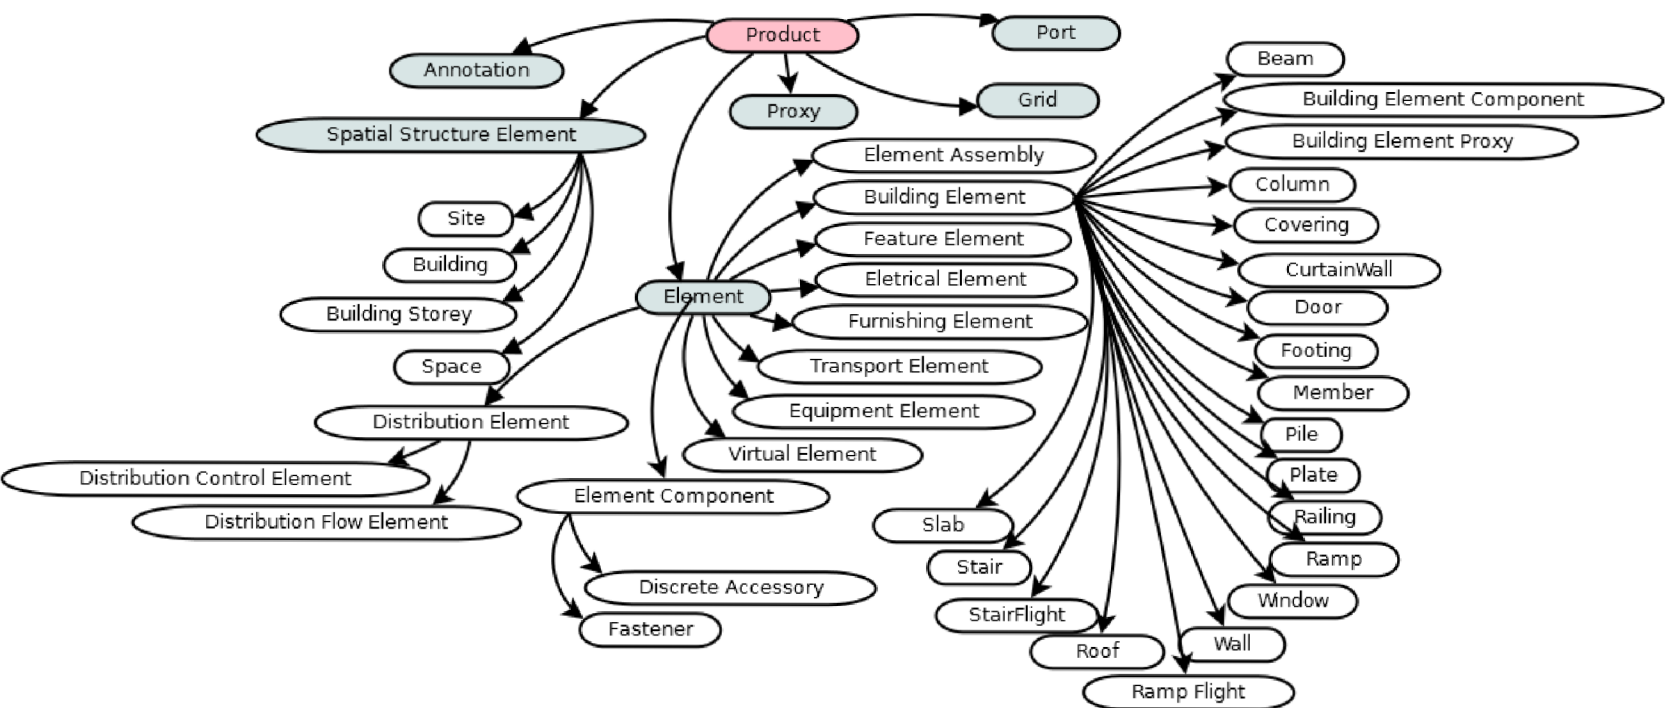 Product
Port
Annotation
Proxy
Grid
Spatial Structure Element
Site
Building
Building Storey
Space
Element
Element Assembly
Building Element
Feature Element
Eletrical Element
Furnishing Element
Transport Element
Equipment Element
Virtual Element
Element Component
Discrete Accessory
Fastener
Distribution Element
Distribution Control Element
Distribution Flow Element
Beam
Building Element Component
Building Element Proxy
Column
Covering
CurtainWall
Door
Footing
Member
Pile
Plate
Railing
Ramp
Window
Wall
Ramp Flight
Roof
StairFlight
Stair
Slab